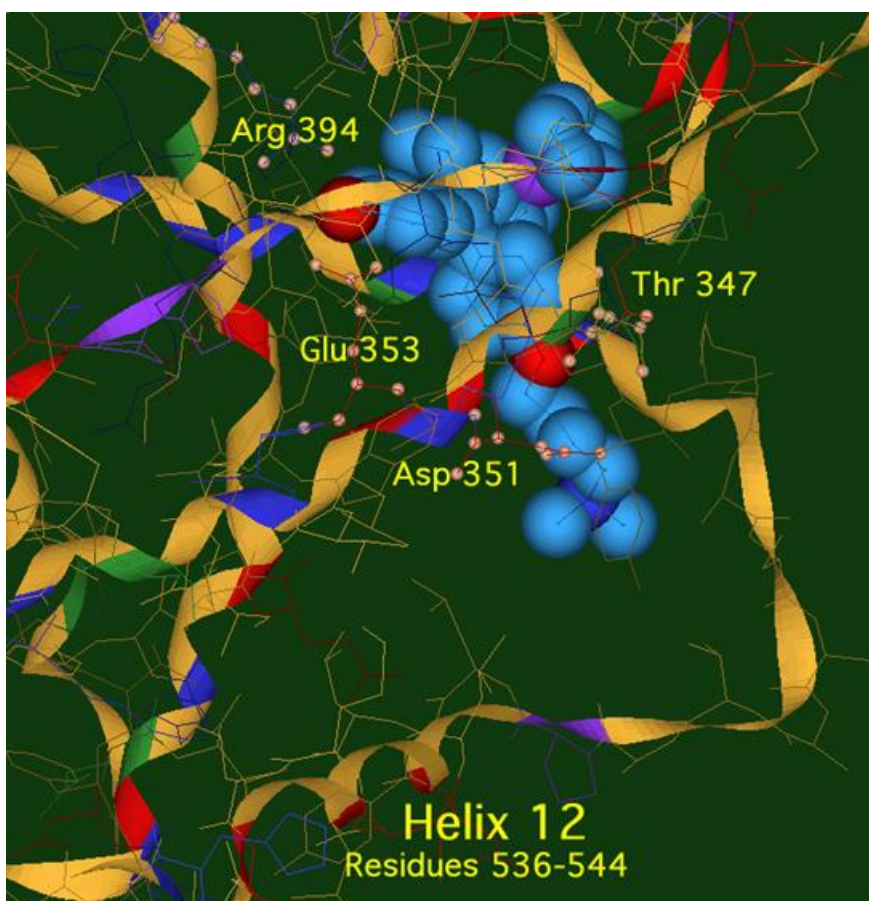 Arg 394
Thr 347
Glu 353
Asp 351
Helix 12
Residues 536-544